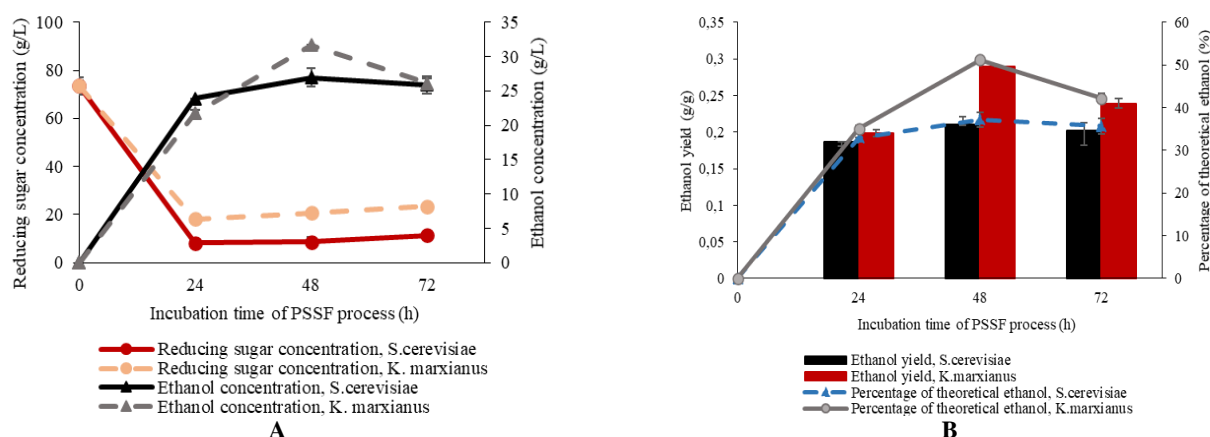 Reducing sugar concentration (g/L)
100
80
60
40
20
0
35
30
25
20
15
10
5
0
Ethanol concentration (g/L)
0 24 48 72
Incubation time of PSSF process (h)
Reducing sugar concentration, S.cerevisiae
Reducing sugar concentration, K. marxianus
Ethanol concentration, S.cerevisiae
Ethanol concentration, K. marxianus
A
Ethanol yield (g/g)
0,35
0,3
0,25
0,2
0,15
0,1
0,05
0
60
50
40
30
20
10
0
Percentage of theoretical ethanol (%)
0 24 48 72
Incubation time of PSSF process (h)
Ethanol yield, S.cerevisiae
Ethanol yield, K.marxianus
Percentage of theoretical ethanol, S.cerevisiae
Percentage of theoretical ethanol, K.marxianus
B